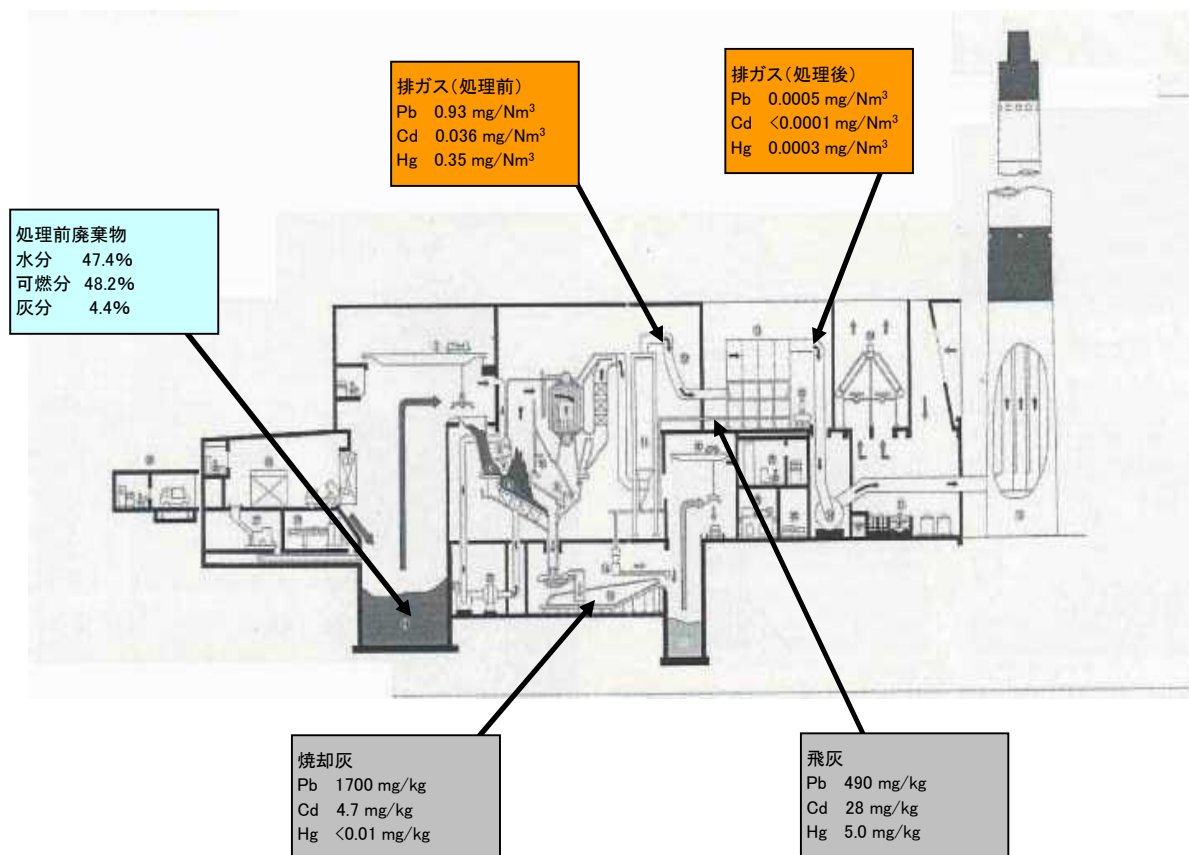 排ガス(処理前)
Pb 0.93 mg/Nm³
Cd 0.036 mg/Nm³
Hg 0.35 mg/Nm³
排ガス(処理後)
Pb 0.0005 mg/Nm³
Cd <0.0001 mg/Nm³
Hg 0.0003 mg/Nm³
処理前廃棄物
水分 47.4%
可燃分 48.2%
灰分 4.4%
焼却灰
Pb 1700 mg/kg
Cd 4.7 mg/kg
Hg <0.01 mg/kg
飛灰
Pb 490 mg/kg
Cd 28 mg/kg
Hg 5.0 mg/kg